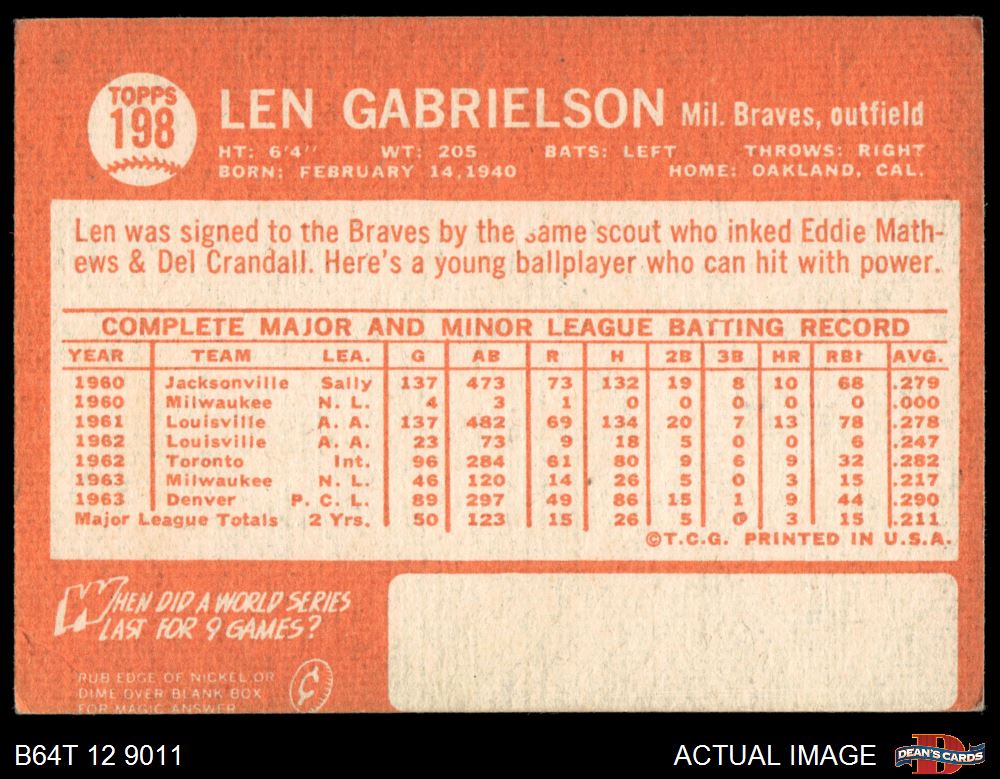 TOPPS
198
LEN GABRIELSON Mil. Braves, outfield
HT: 6'4" WT: 205 BATS: LEFT THROWS: RIGHT
BORN: FEBRUARY 14, 1940 HOME: OAKLAND, CAL.
Len was signed to the Braves by the same scout who inked Eddie Math-
ews & Del Crandall. Here's a young ballplayer who can hit with power.
COMPLETE MAJOR AND MINOR LEAGUE BATTING RECORD
YEAR TEAM LEA. G AB R H 2B 3B HR RBI AVG.
1960 Jacksonville Sally 137 473 73 132 19 8 10 68 .279
1960 Milwaukee N. L. 4 3 1 0 0 0 0 0 .000
1961 Louisville A. A. 137 482 69 134 20 7 13 78 .278
1962 Louisville A. A. 23 73 9 18 5 0 0 6 .247
1962 Toronto Int. 96 284 61 80 9 6 9 32 .282
1963 Milwaukee N. L. 46 120 14 26 5 0 3 15 .217
1963 Denver P. C. L. 89 297 49 86 15 1 9 44 .290
Major League Totals 2 Yrs. 50 123 15 26 5 0 3 15 .211
©T.C.G. PRINTED IN U.S.A.
WHEN DID A WORLD SERIES
LAST FOR 9 GAMES?
RUB EDGE OF NICKEL OR
DIME OVER BLANK BOX
FOR MAGIC ANSWER
B64T 12 9011 ACTUAL IMAGE DEAN'S CARDS